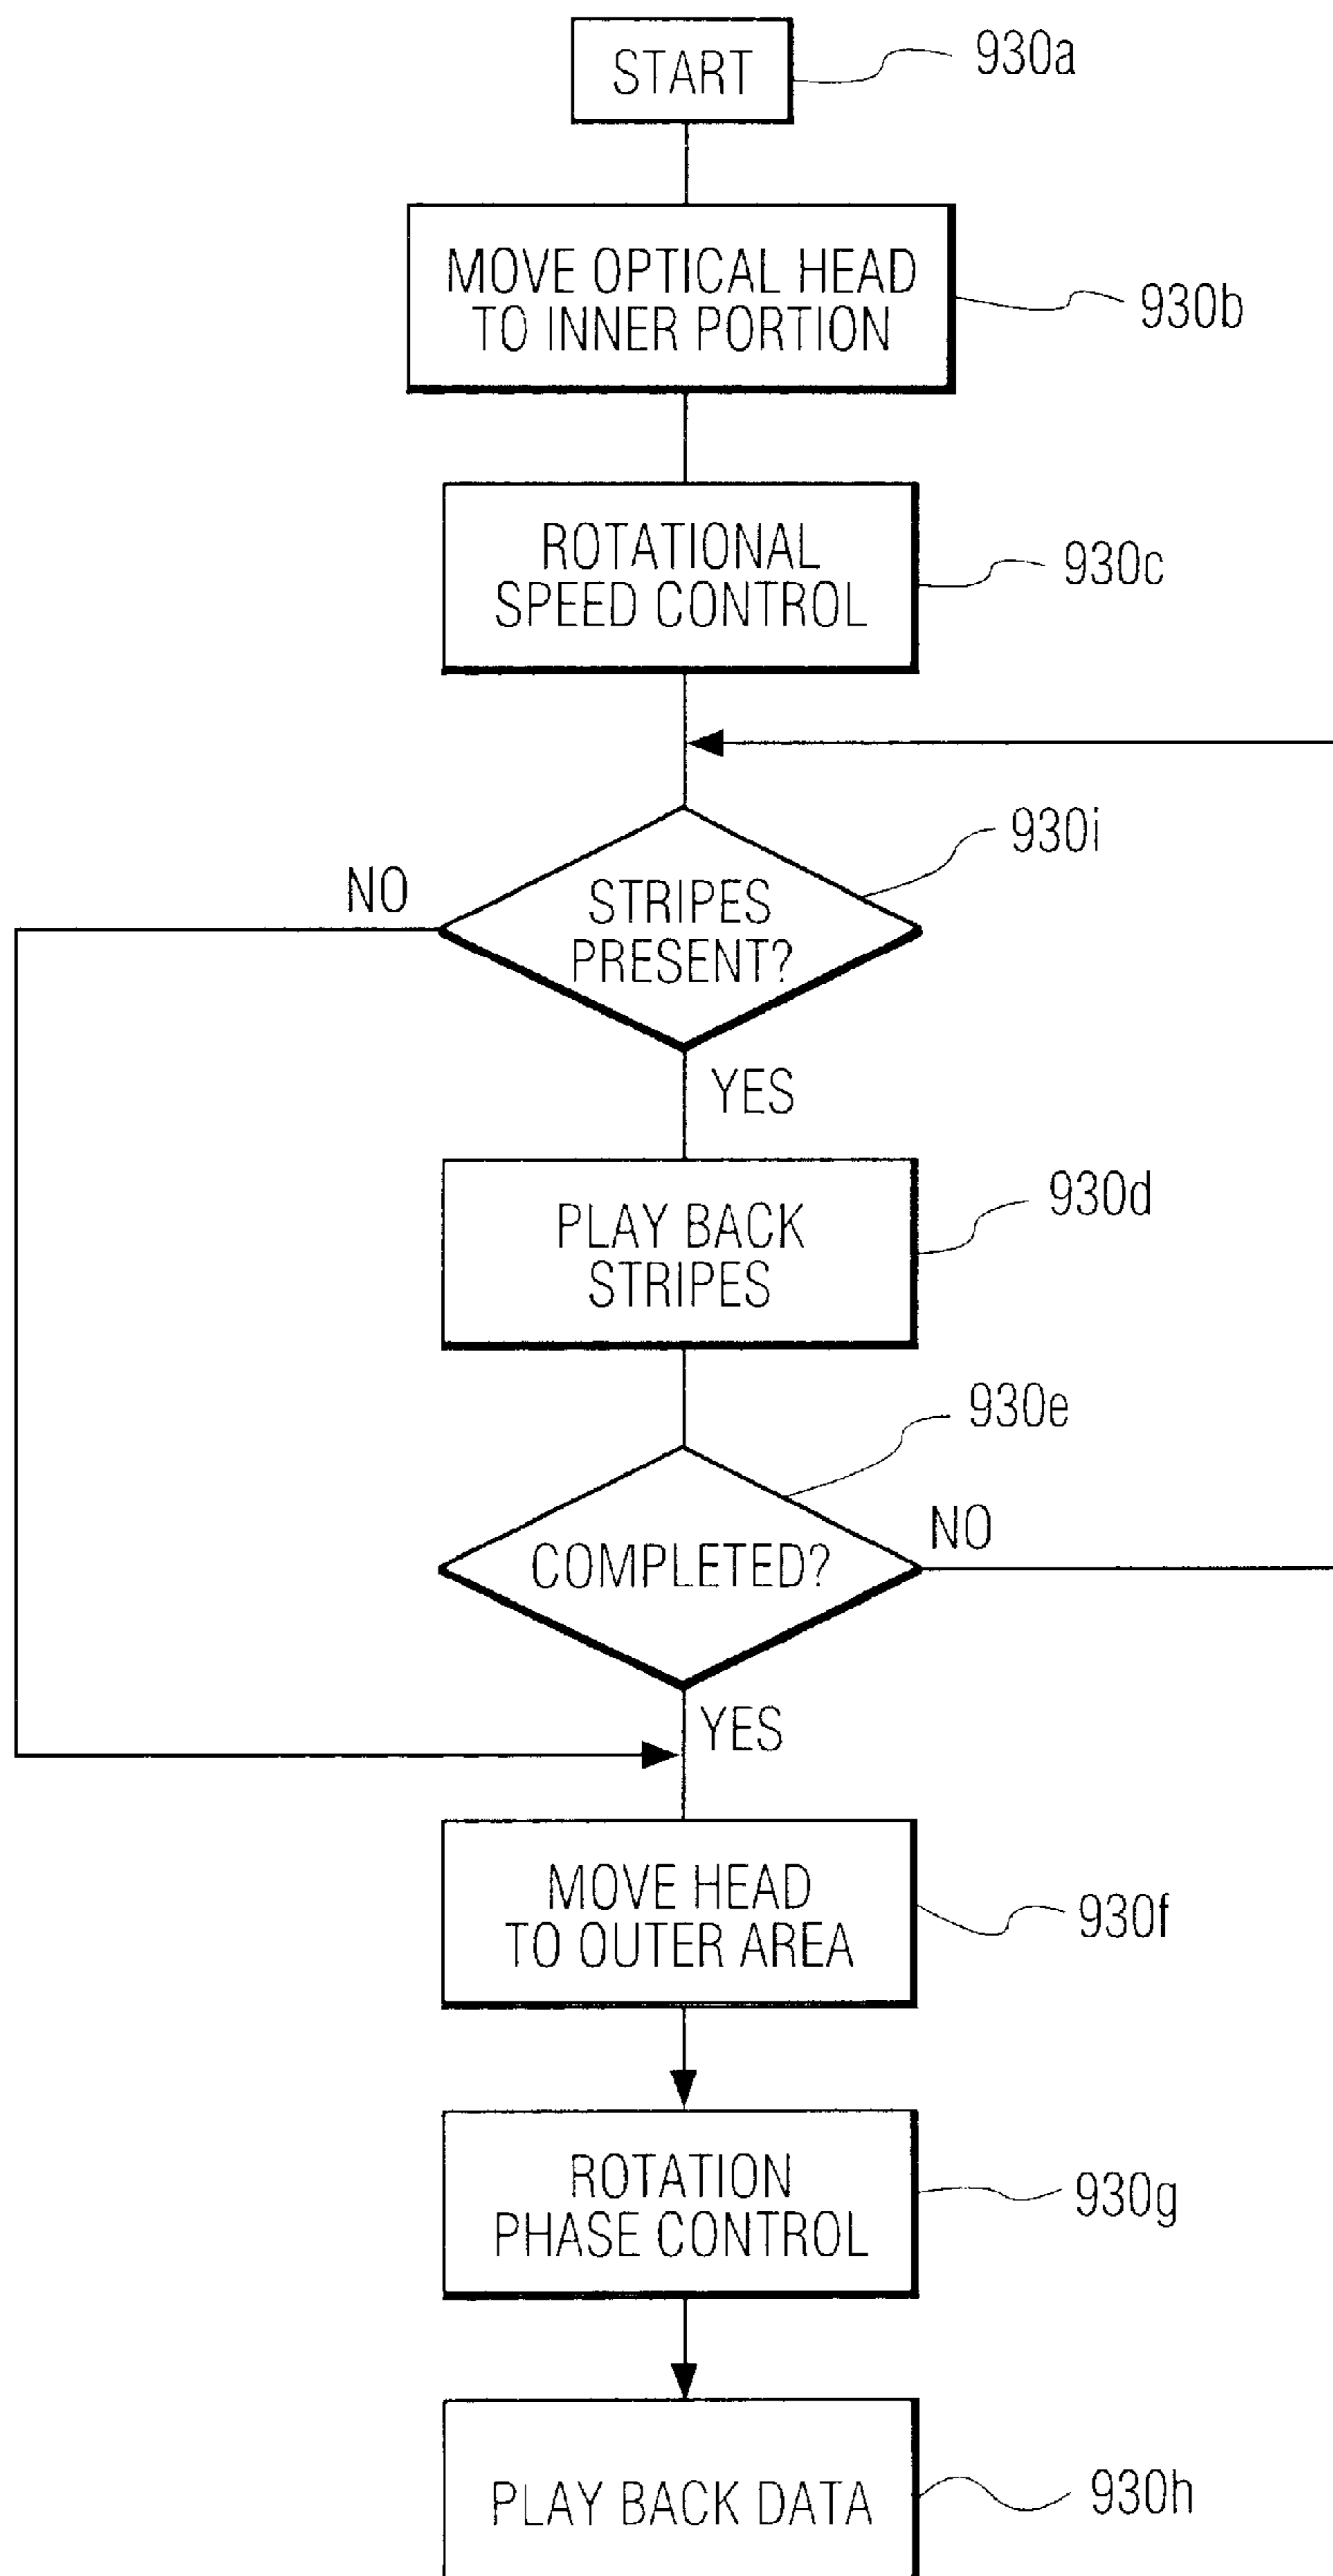 START
930a
MOVE OPTICAL HEAD
TO INNER PORTION
930b
ROTATIONAL
SPEED CONTROL
930c
930i
NO
STRIPES
PRESENT?
YES
PLAY BACK
STRIPES
930d
930e
NO
COMPLETED?
YES
MOVE HEAD
TO OUTER AREA
930f
ROTATION
PHASE CONTROL
930g
PLAY BACK DATA
930h